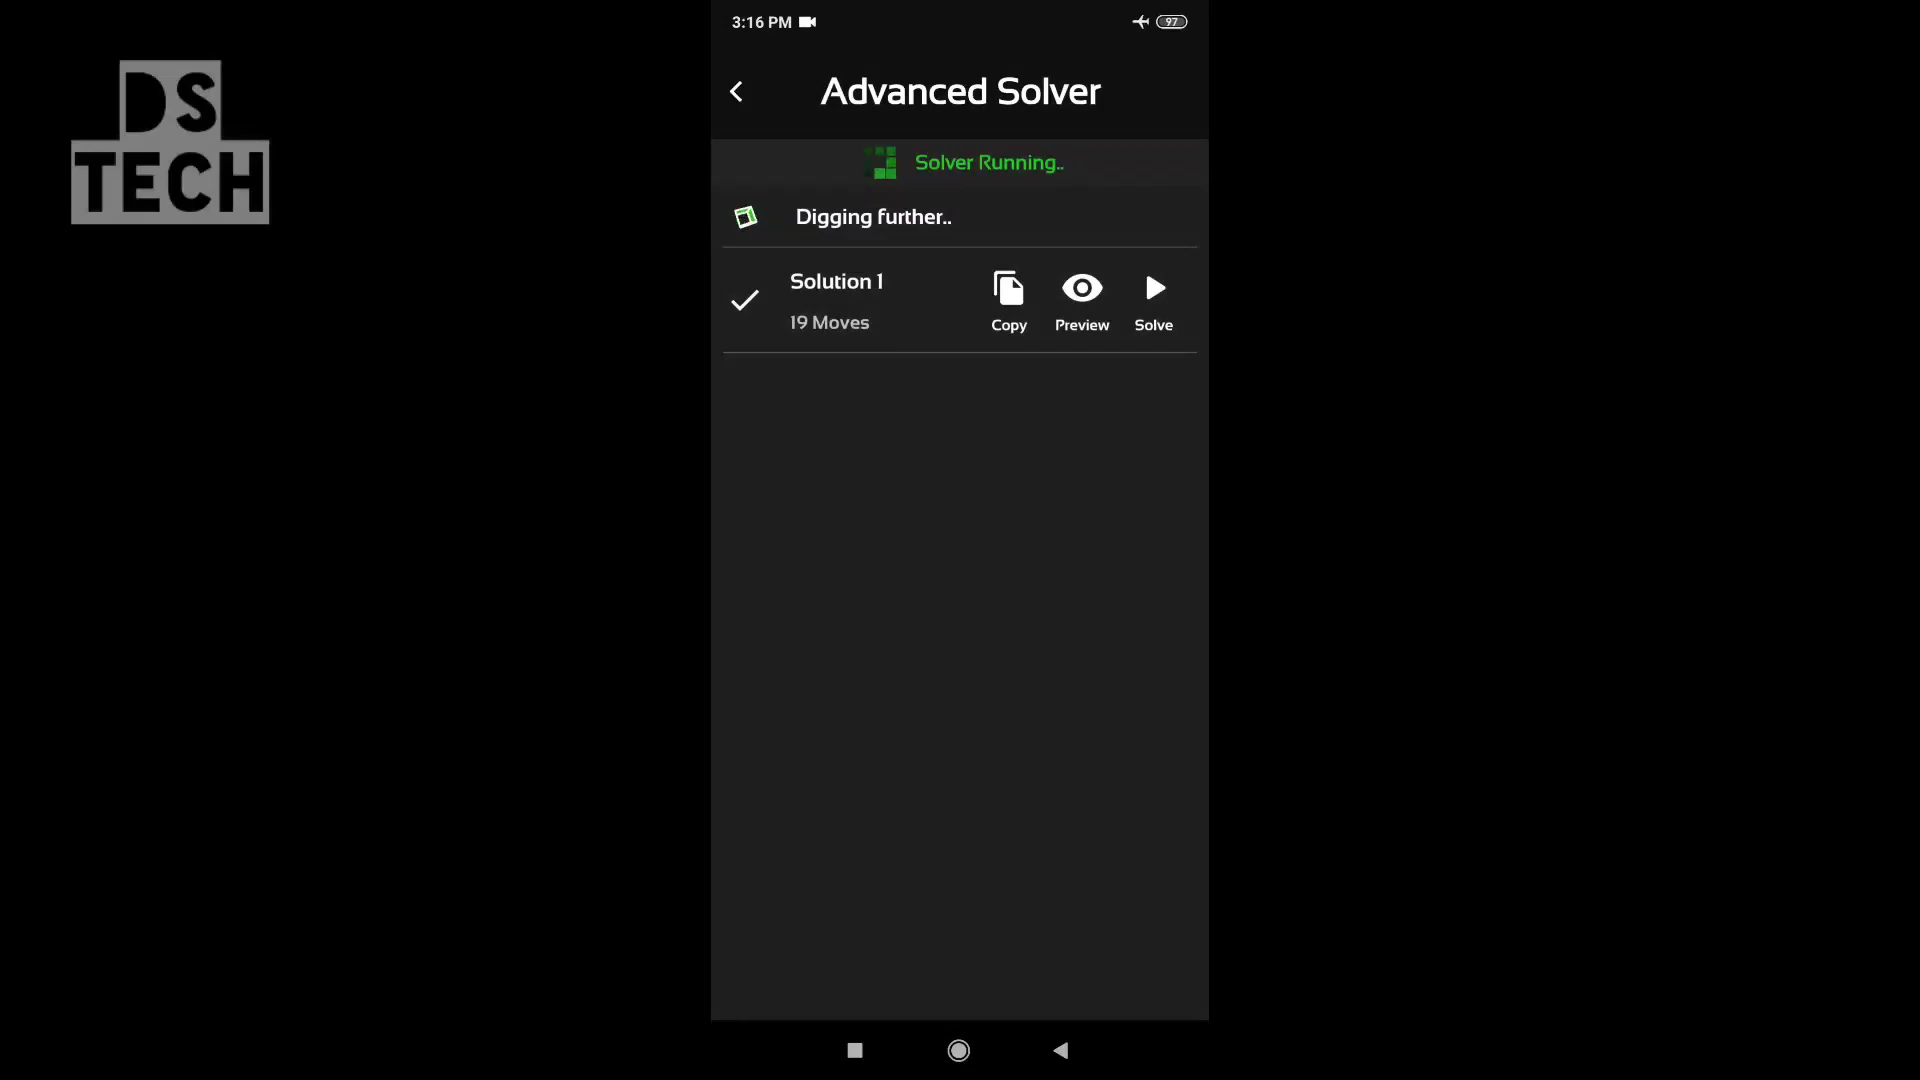 DS
TECH
3:16 PM
97
Advanced Solver
Solver Running..
Digging further..
Solution 1
19 Moves
Copy
Preview
Solve